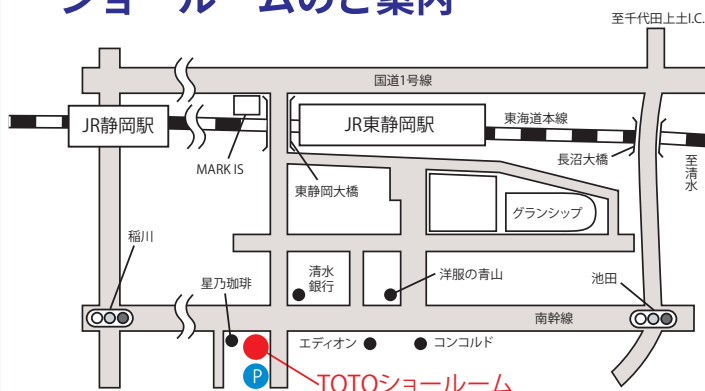 ショールームのご案内
至千代田上土I.C.
国道1号線
JR静岡駅
JR東静岡駅
東海道本線
MARK IS
東静岡大橋
長沼大橋
至清水
グランシップ
稲川
星乃珈琲
清水
銀行
洋服の青山
池田
南幹線
エディオン
コンコルド
P
TOTOショールーム